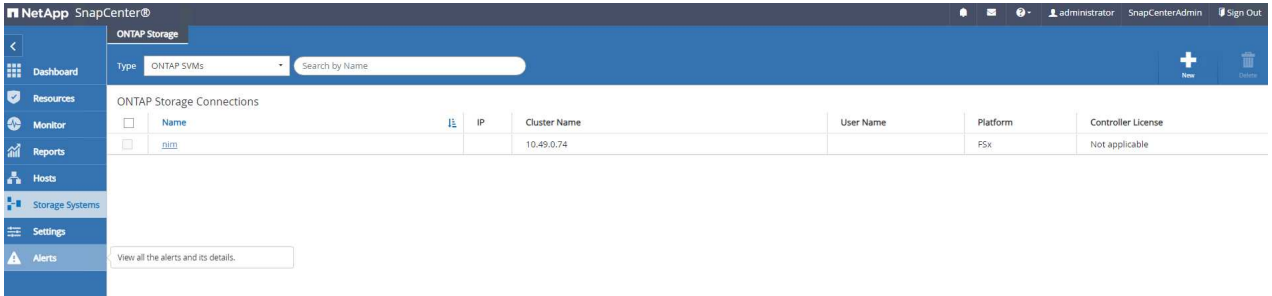 NetApp SnapCenter®
administrator SnapCenterAdmin Sign Out
ONTAP Storage
Type ONTAP SVMs Search by Name
New Delete
Dashboard
Resources
Monitor
Reports
Hosts
Storage Systems
Settings
Alerts
ONTAP Storage Connections
Name IP Cluster Name User Name Platform Controller License
nim 10.49.0.74 FSx Not applicable
View all the alerts and its details.